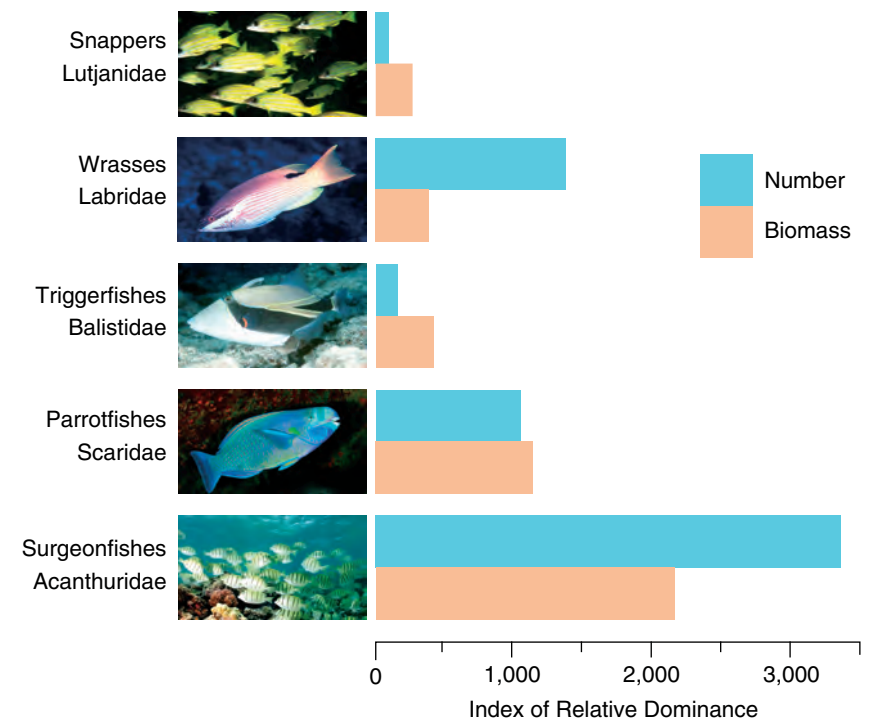 Snappers
Lutjanidae
Wrasses
Labridae
Number
Biomass
Triggerfishes
Balistidae
Parrotfishes
Scaridae
Surgeonfishes
Acanthuridae
0
1,000
2,000
3,000
Index of Relative Dominance